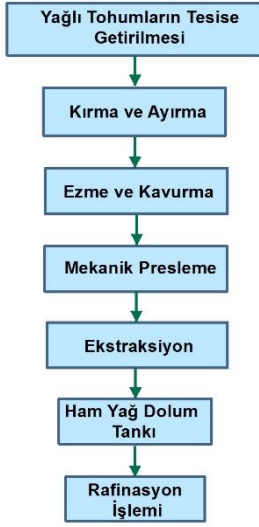 Yağlı Tohumların Tesise
Getirilmesi
Kırma ve Ayırma
Ezme ve Kavurma
Mekanik Presleme
Ekstraksiyon
Ham Yağ Dolum
Tankı
Rafinasyon
İşlemi